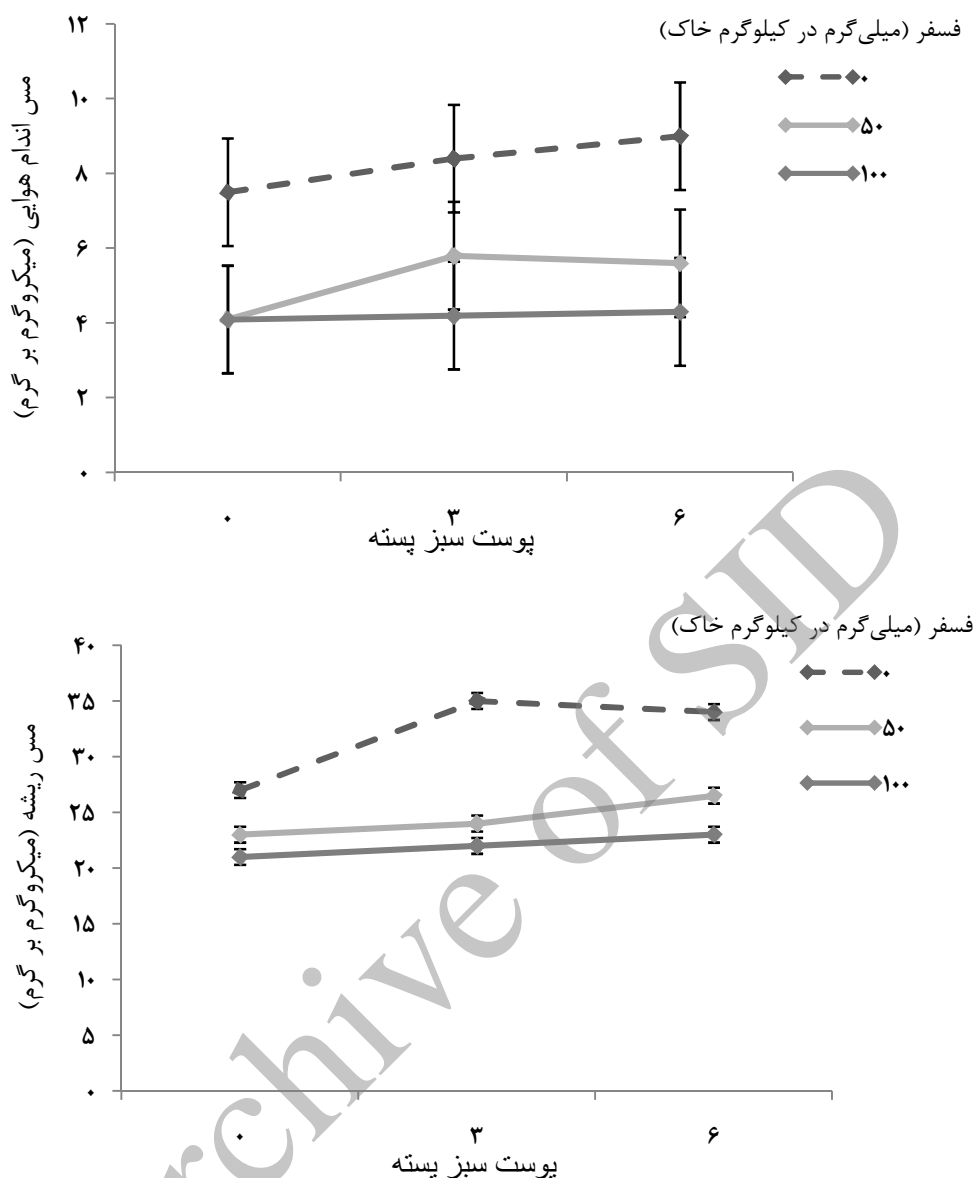 فسفر (میلی‌گرم در کیلوگرم خاک)
۰
۵۰
۱۰۰
مس اندام هوایی (میکروگرم بر گرم)
۱۲
۱۰
۸
۶
۴
۲
۰
۰ ۳ ۶
پوست سبز پسته
فسفر (میلی‌گرم در کیلوگرم خاک)
۰
۵۰
۱۰۰
مس ریشه (میکروگرم بر گرم)
۴۰
۳۵
۳۰
۲۵
۲۰
۱۵
۱۰
۵
۰
۰ ۳ ۶
پوست سبز پسته
Archive of SID